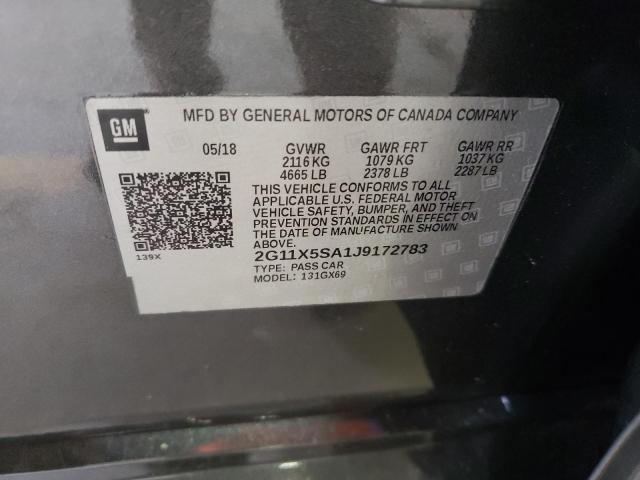 GM
MFD BY GENERAL MOTORS OF CANADA COMPANY
05/18 GVWR GAWR FRT GAWR RR
2116 KG 1079 KG 1037 KG
4665 LB 2378 LB 2287 LB
THIS VEHICLE CONFORMS TO ALL
APPLICABLE U.S. FEDERAL MOTOR
VEHICLE SAFETY, BUMPER, AND THEFT
PREVENTION STANDARDS IN EFFECT ON
THE DATE OF MANUFACTURE SHOWN
ABOVE.
139X
2G11X5SA1J9172783
TYPE: PASS CAR
MODEL: 131GX69